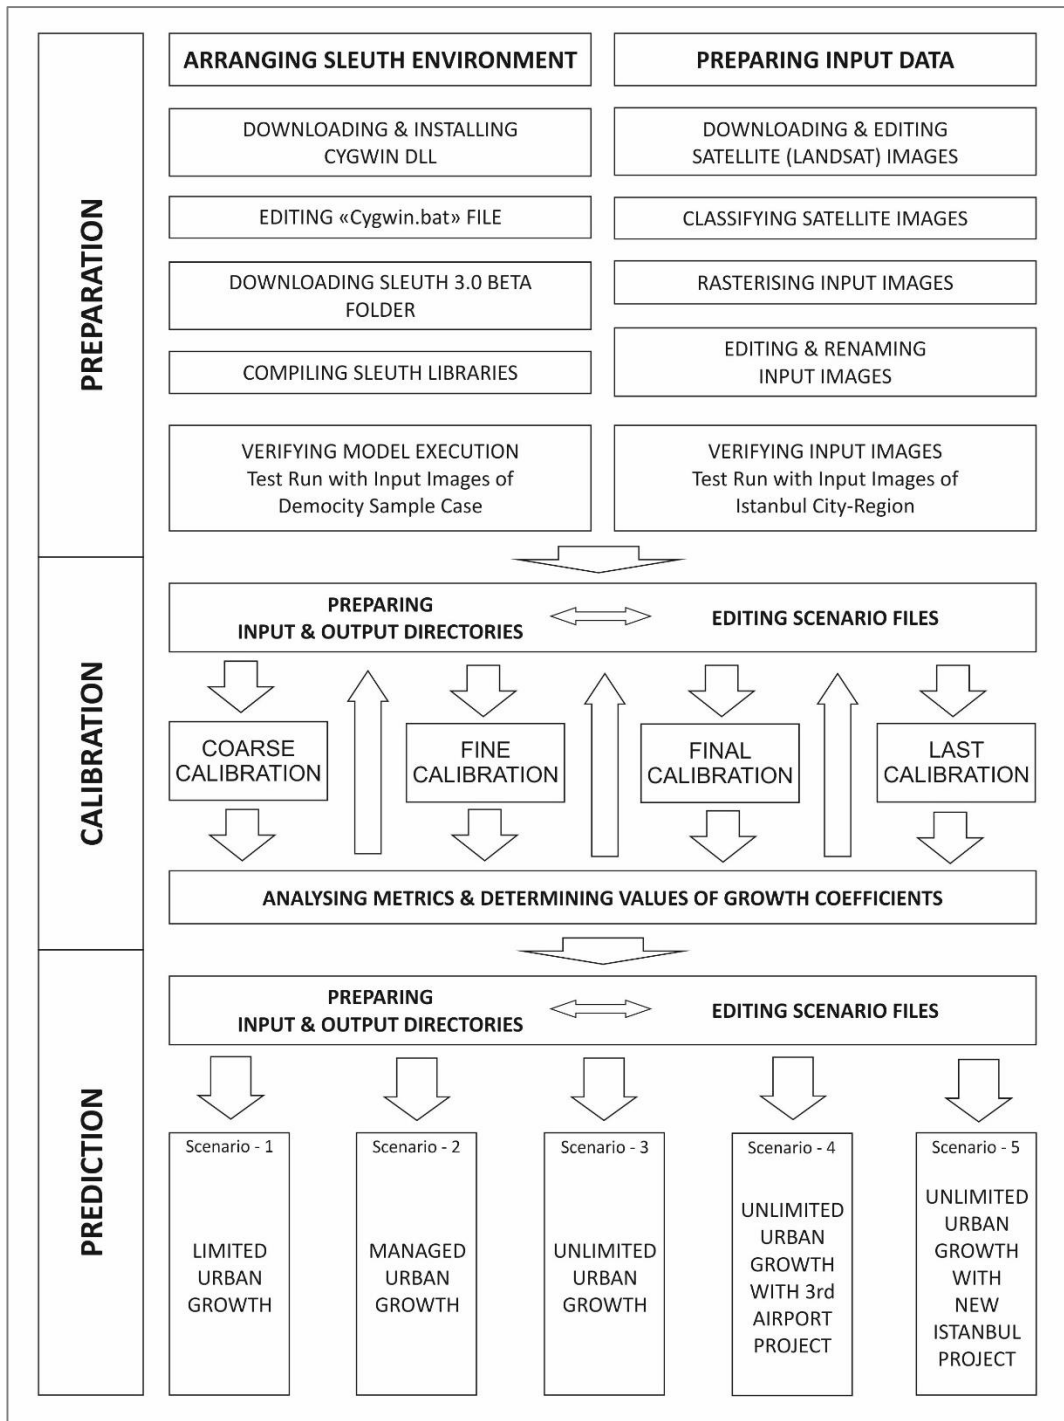 PREPARATION
ARRANGING SLEUTH ENVIRONMENT
DOWNLOADING & INSTALLING
CYGWIN DLL
EDITING «Cygwin.bat» FILE
DOWNLOADING SLEUTH 3.0 BETA
FOLDER
COMPILING SLEUTH LIBRARIES
VERIFYING MODEL EXECUTION
Test Run with Input Images of
Democity Sample Case
PREPARING INPUT DATA
DOWNLOADING & EDITING
SATELLITE (LANDSAT) IMAGES
CLASSIFYING SATELLITE IMAGES
RASTERISING INPUT IMAGES
EDITING & RENAMING
INPUT IMAGES
VERIFYING INPUT IMAGES
Test Run with Input Images of
Istanbul City-Region
CALIBRATION
PREPARING
INPUT & OUTPUT DIRECTORIES
EDITING SCENARIO FILES
COARSE
CALIBRATION
FINE
CALIBRATION
FINAL
CALIBRATION
LAST
CALIBRATION
ANALYSING METRICS & DETERMINING VALUES OF GROWTH COEFFICIENTS
PREDICTION
PREPARING
INPUT & OUTPUT DIRECTORIES
EDITING SCENARIO FILES
Scenario - 1
LIMITED
URBAN
GROWTH
Scenario - 2
MANAGED
URBAN
GROWTH
Scenario - 3
UNLIMITED
URBAN
GROWTH
Scenario - 4
UNLIMITED
URBAN
GROWTH
WITH 3rd
AIRPORT
PROJECT
Scenario - 5
UNLIMITED
URBAN
GROWTH
WITH
NEW
ISTANBUL
PROJECT